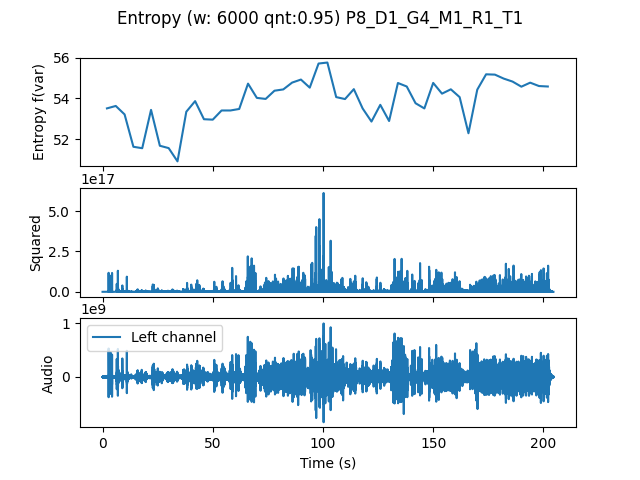 Entropy (w: 6000 qnt:0.95) P8_D1_G4_M1_R1_T1
56
54
52
Entropy f(var)
1e17
5.0
2.5
0.0
Squared
1e9
1
0
Audio
Left channel
0 50 100 150 200
Time (s)